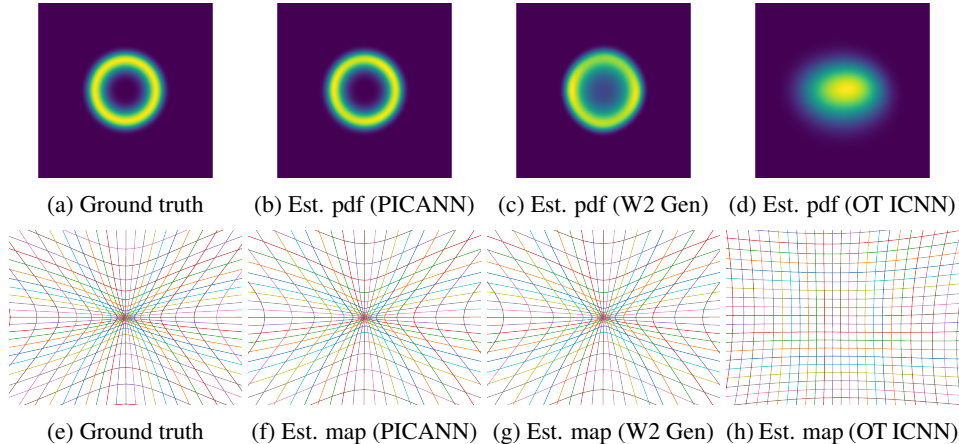 (a) Ground truth
(b) Est. pdf (PICANN)
(c) Est. pdf (W2 Gen)
(d) Est. pdf (OT ICNN)
(e) Ground truth
(f) Est. map (PICANN)
(g) Est. map (W2 Gen)
(h) Est. map (OT ICNN)